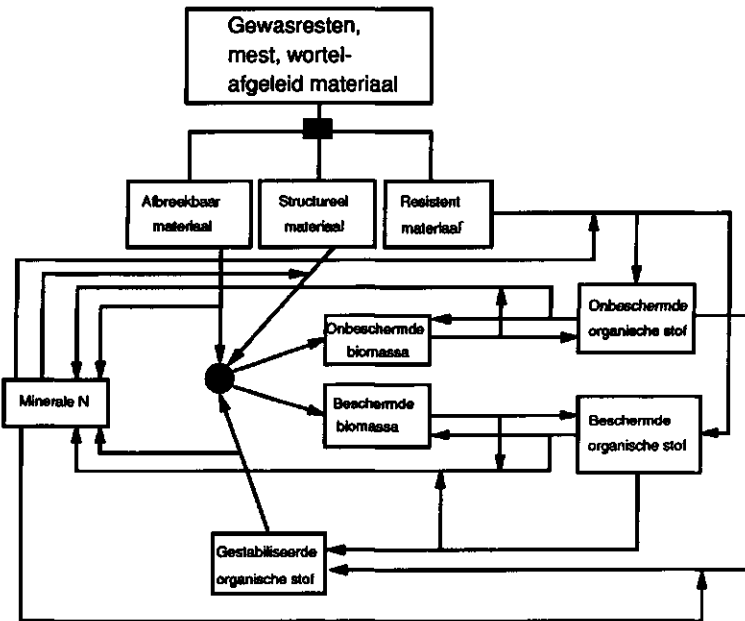 Gewasresten,
mest, wortel-
afgeleid materiaal
Afbreekbaar
materiaal
Structureel
materiaal
Resistent
materiaal
Onbeschermde
biomassa
Onbeschermde
organische stof
Minerale N
Beschermde
biomassa
Beschermde
organische stof
Gestabiliseerde
organische stof